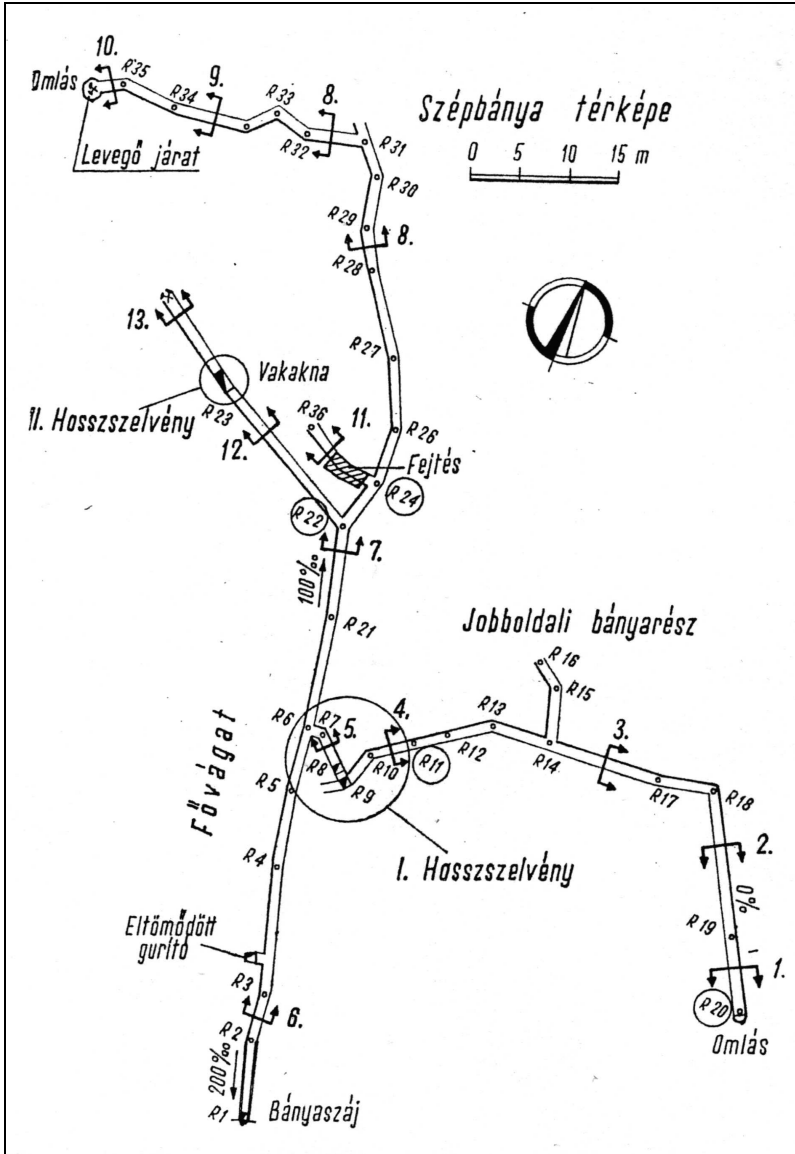 Szépbánya térképe
0 5 10 15 m
10.
R35
Omlás
R34
9.
R33
8.
R32
R31
Levegő járat
R30
R29
8.
R28
13.
R27
Vakakna
R23
II. Hosszszelvény
12.
R36
11.
R26
Fejtés
R24
R22
7.
100‰
R21
Jobboldali bányarész
R16
R15
R6
R7
5.
4.
R13
R12
R11
R14
3.
R10
R8
R9
R17
R18
R5
Fővágat
I. Hosszszelvény
R4
2.
0‰
Eltömődött
gurító
R19
R3
1.
6.
R20
R2
Omlás
200‰
R1
Bányaszáj